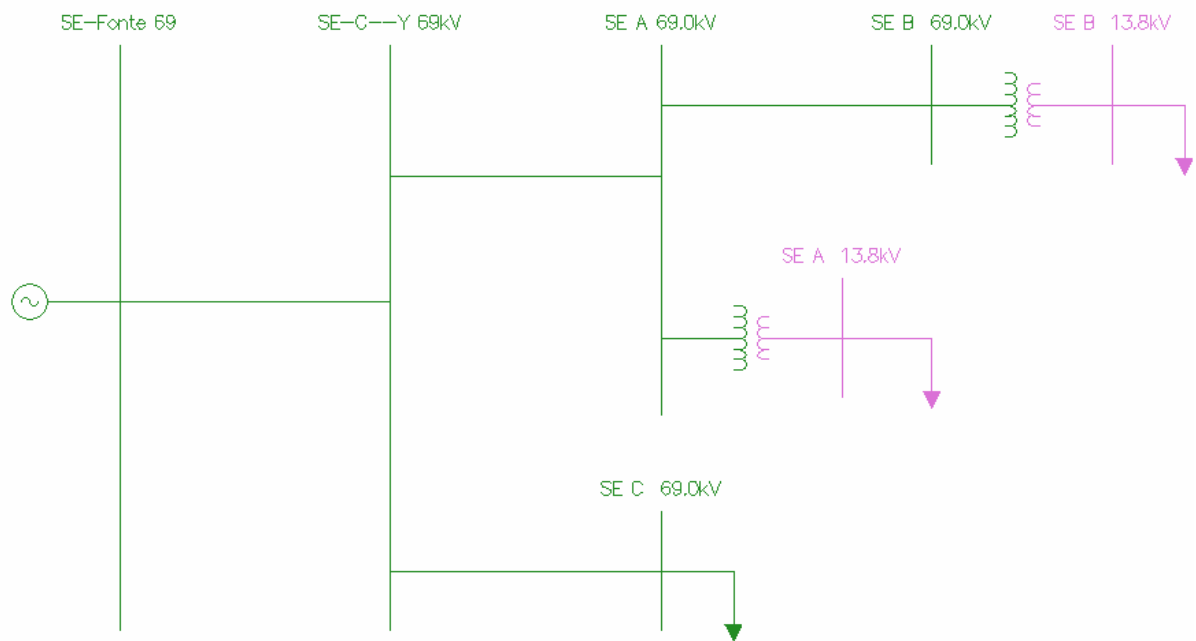 SE-Fonte 69
SE-C--Y 69kV
SE A 69.0kV
SE B 69.0kV
SE B 13.8kV
SE A 13.8kV
SE C 69.0kV